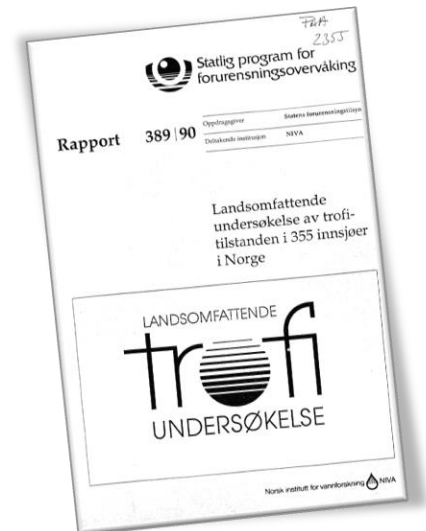 2355
Statlig program for
forurensningsovervåking
Rapport 389|90
Oppdragsgiver Statens forurensningstilsyn
Deltakende institusjon NIVA
Landsomfattende
undersøkelse av trofi-
tilstanden i 355 innsjøer
i Norge
LANDSOMFATTENDE
trofi
UNDERSØKELSE
Norsk institutt for vannforskning NIVA